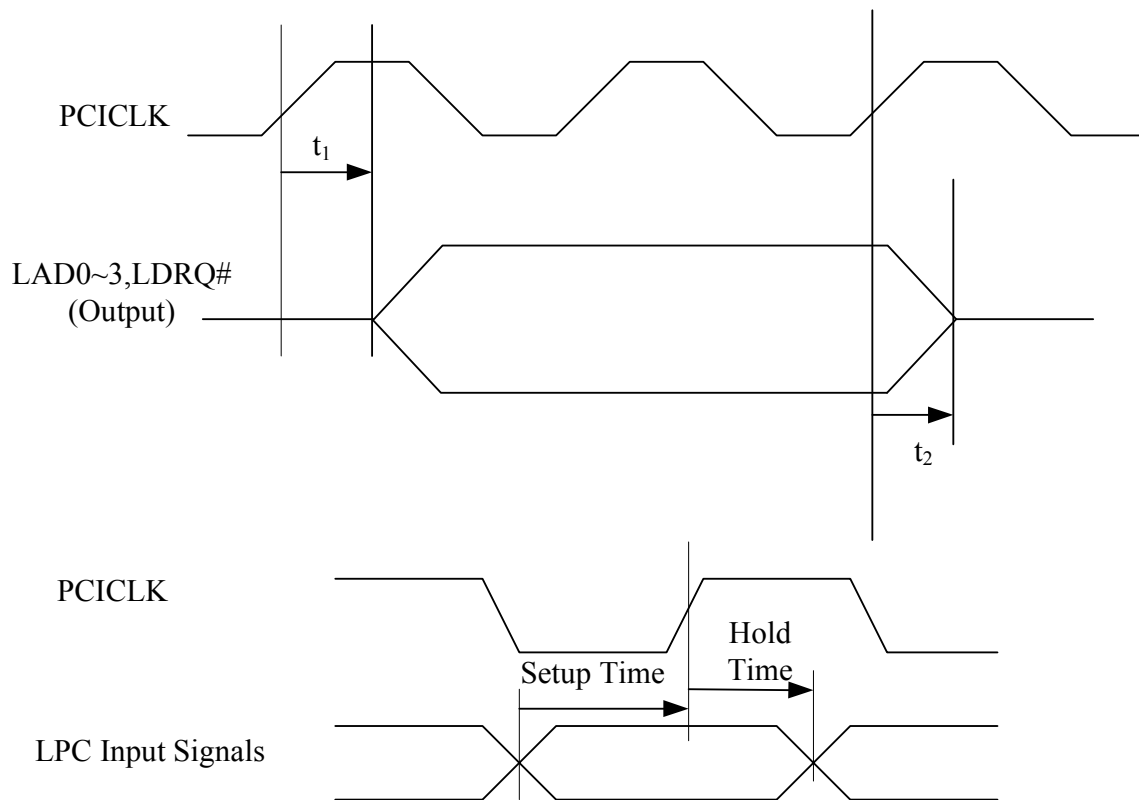 PCICLK
t1
LAD0~3,LDRQ#
(Output)
t2
PCICLK
Hold
Time
Setup Time
LPC Input Signals